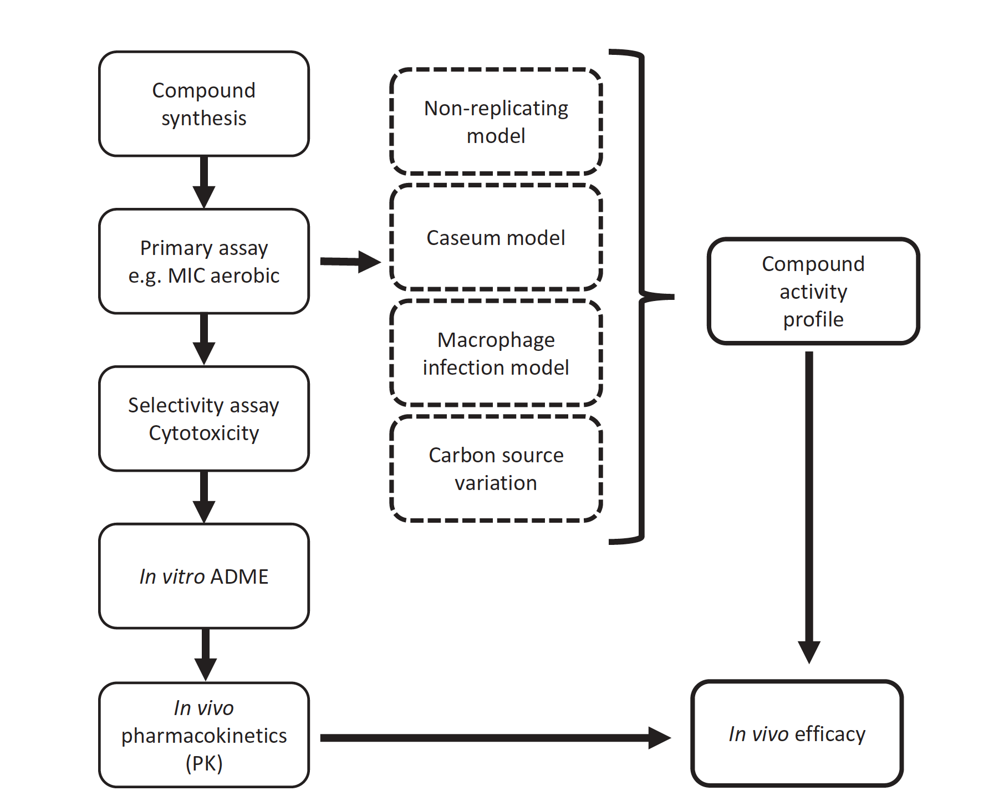 Compound
synthesis
Primary assay
e.g. MIC aerobic
Selectivity assay
Cytotoxicity
In vitro ADME
In vivo
pharmacokinetics
(PK)
Non-replicating
model
Caseum model
Macrophage
infection model
Carbon source
variation
Compound
activity
profile
In vivo efficacy